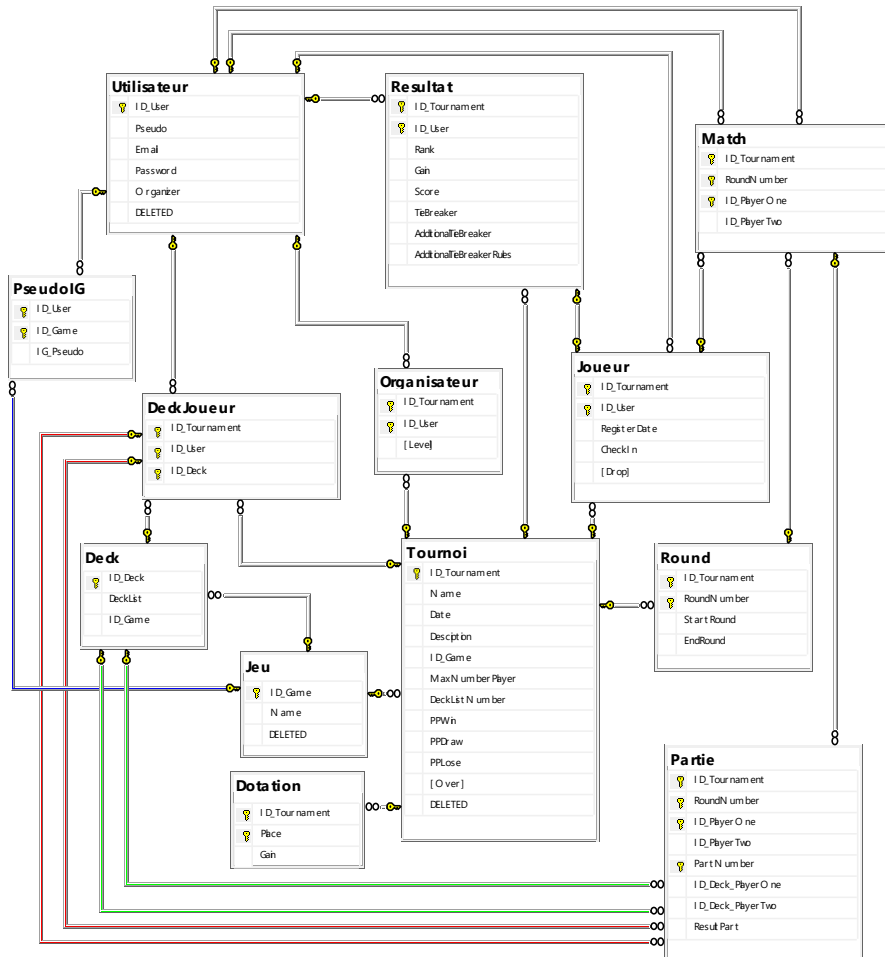 Utilisateur
ID_User
Pseudo
Email
Password
Organizer
DELETED
Resultat
ID_Tournament
ID_User
Rank
Gain
Score
TieBreaker
AdditionalTieBreaker
AdditionalTieBreakerRules
Match
ID_Tournament
RoundNumber
ID_PlayerOne
ID_PlayerTwo
PseudoIG
ID_User
ID_Game
IG_Pseudo
DeckJoueur
ID_Tournament
ID_User
ID_Deck
Organisateur
ID_Tournament
ID_User
[Level]
Joueur
ID_Tournament
ID_User
RegisterDate
CheckIn
[Drop]
Deck
ID_Deck
DeckList
ID_Game
Tournoi
ID_Tournament
Name
Date
Desciption
ID_Game
MaxNumberPlayer
DeckListNumber
PPWin
PPDraw
PPLose
[Over]
DELETED
Round
ID_Tournament
RoundNumber
StartRound
EndRound
Jeu
ID_Game
Name
DELETED
Dotation
ID_Tournament
Place
Gain
Partie
ID_Tournament
RoundNumber
ID_PlayerOne
ID_PlayerTwo
PartNumber
ID_Deck_PlayerOne
ID_Deck_PlayerTwo
ResultPart